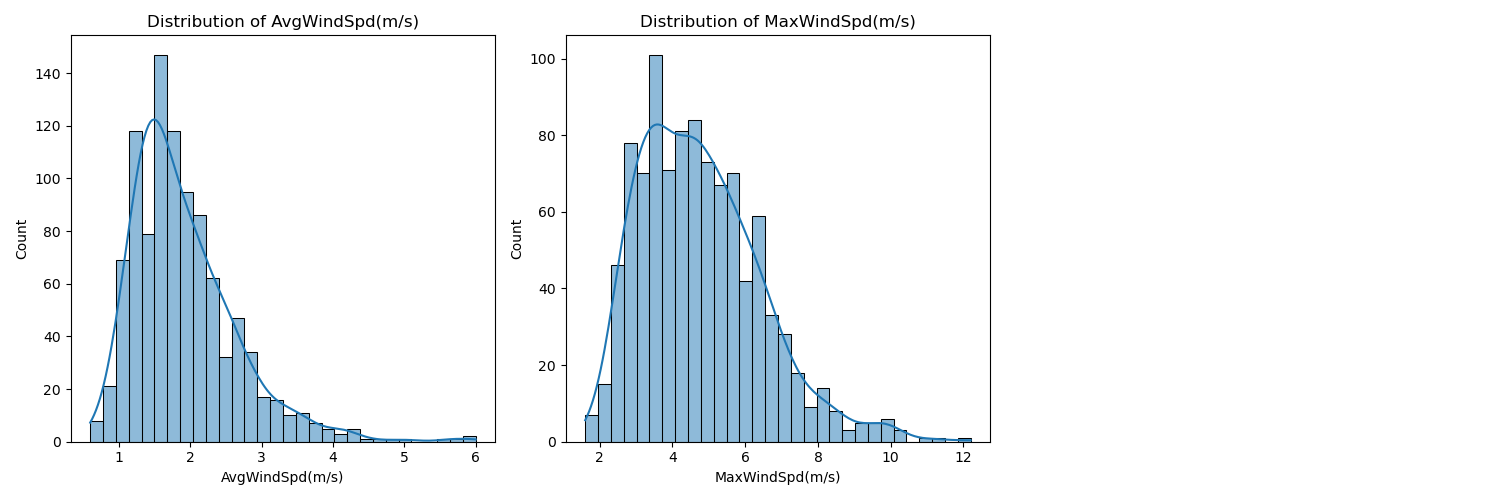 Distribution of AvgWindSpd(m/s)
140
120
100
80
60
40
20
0
Count
1 2 3 4 5 6
AvgWindSpd(m/s)
Distribution of MaxWindSpd(m/s)
100
80
60
40
20
0
Count
2 4 6 8 10 12
MaxWindSpd(m/s)